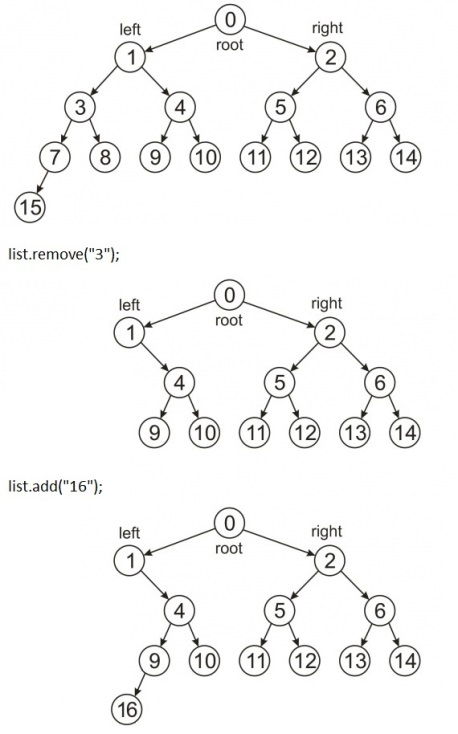 0
left right
root
1 2
3 4 5 6
7 8 9 10 11 12 13 14
15
list.remove("3");
0
left right
root
1 2
4 5 6
9 10 11 12 13 14
list.add("16");
0
left right
root
1 2
4 5 6
9 10 11 12 13 14
16